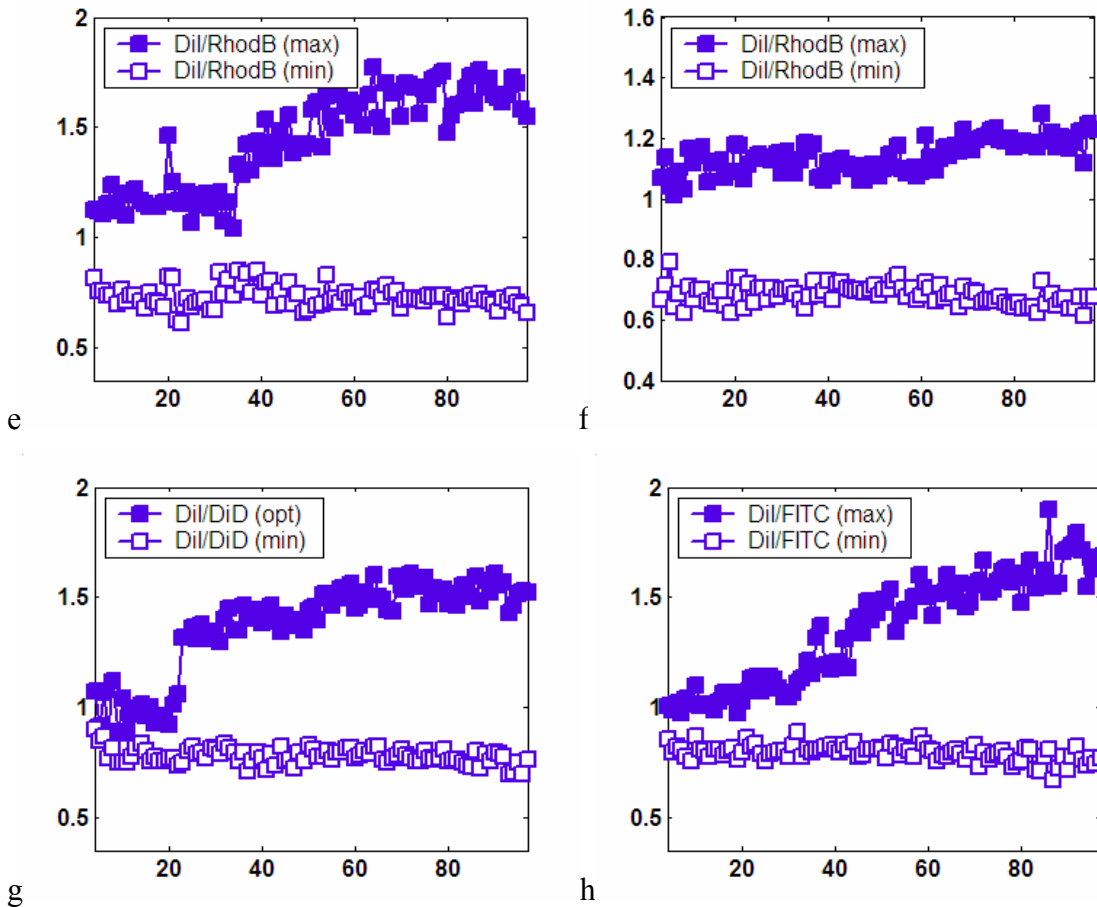 2
DiI/RhodB (max)
DiI/RhodB (min)
1.5
1
0.5
20 40 60 80
e
1.6
DiI/RhodB (max)
DiI/RhodB (min)
1.4
1.2
1
0.8
0.6
0.4
20 40 60 80
f
2
DiI/DiD (opt)
DiI/DiD (min)
1.5
1
0.5
20 40 60 80
g
2
DiI/FITC (max)
DiI/FITC (min)
1.5
1
0.5
20 40 60 80
h